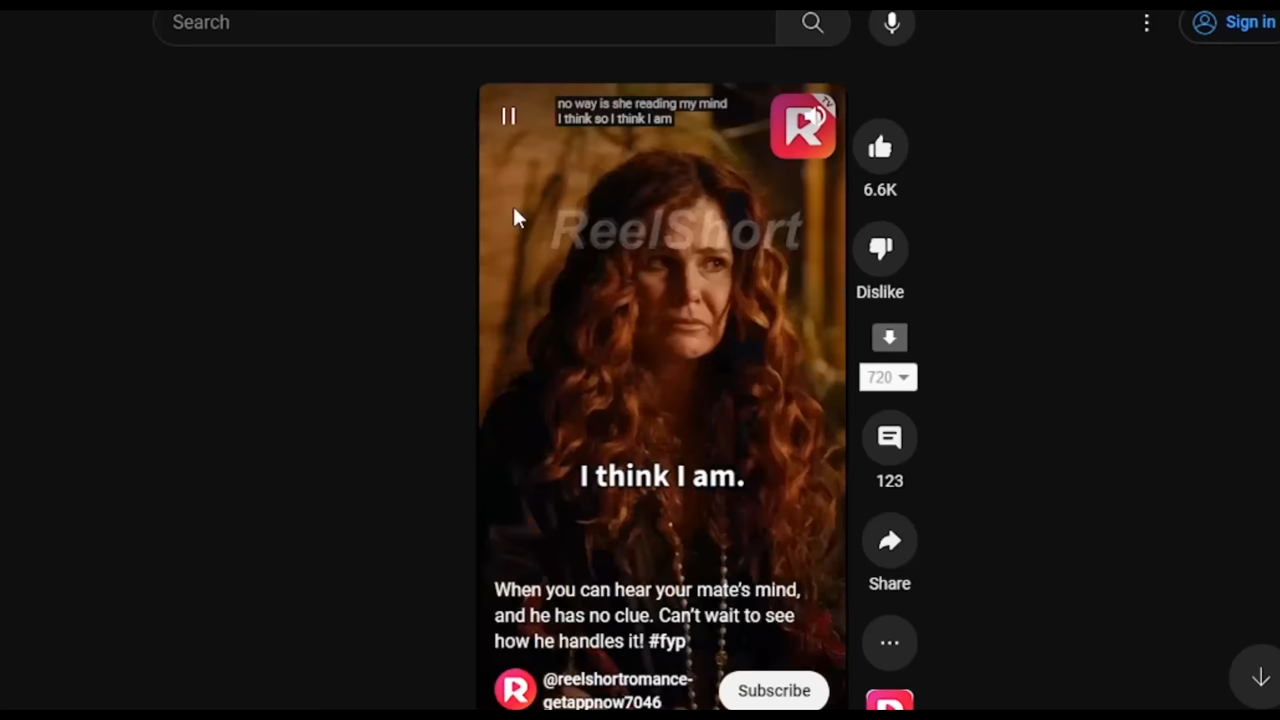 Search
Sign in
no way is she reading my mind
I think so I think I am
TV
R
ReelShort
6.6K
Dislike
720
I think I am.
123
Share
When you can hear your mate's mind,
and he has no clue. Can't wait to see
how he handles it! #fyp
R
@reelshortromance-
getappnow7046
Subscribe